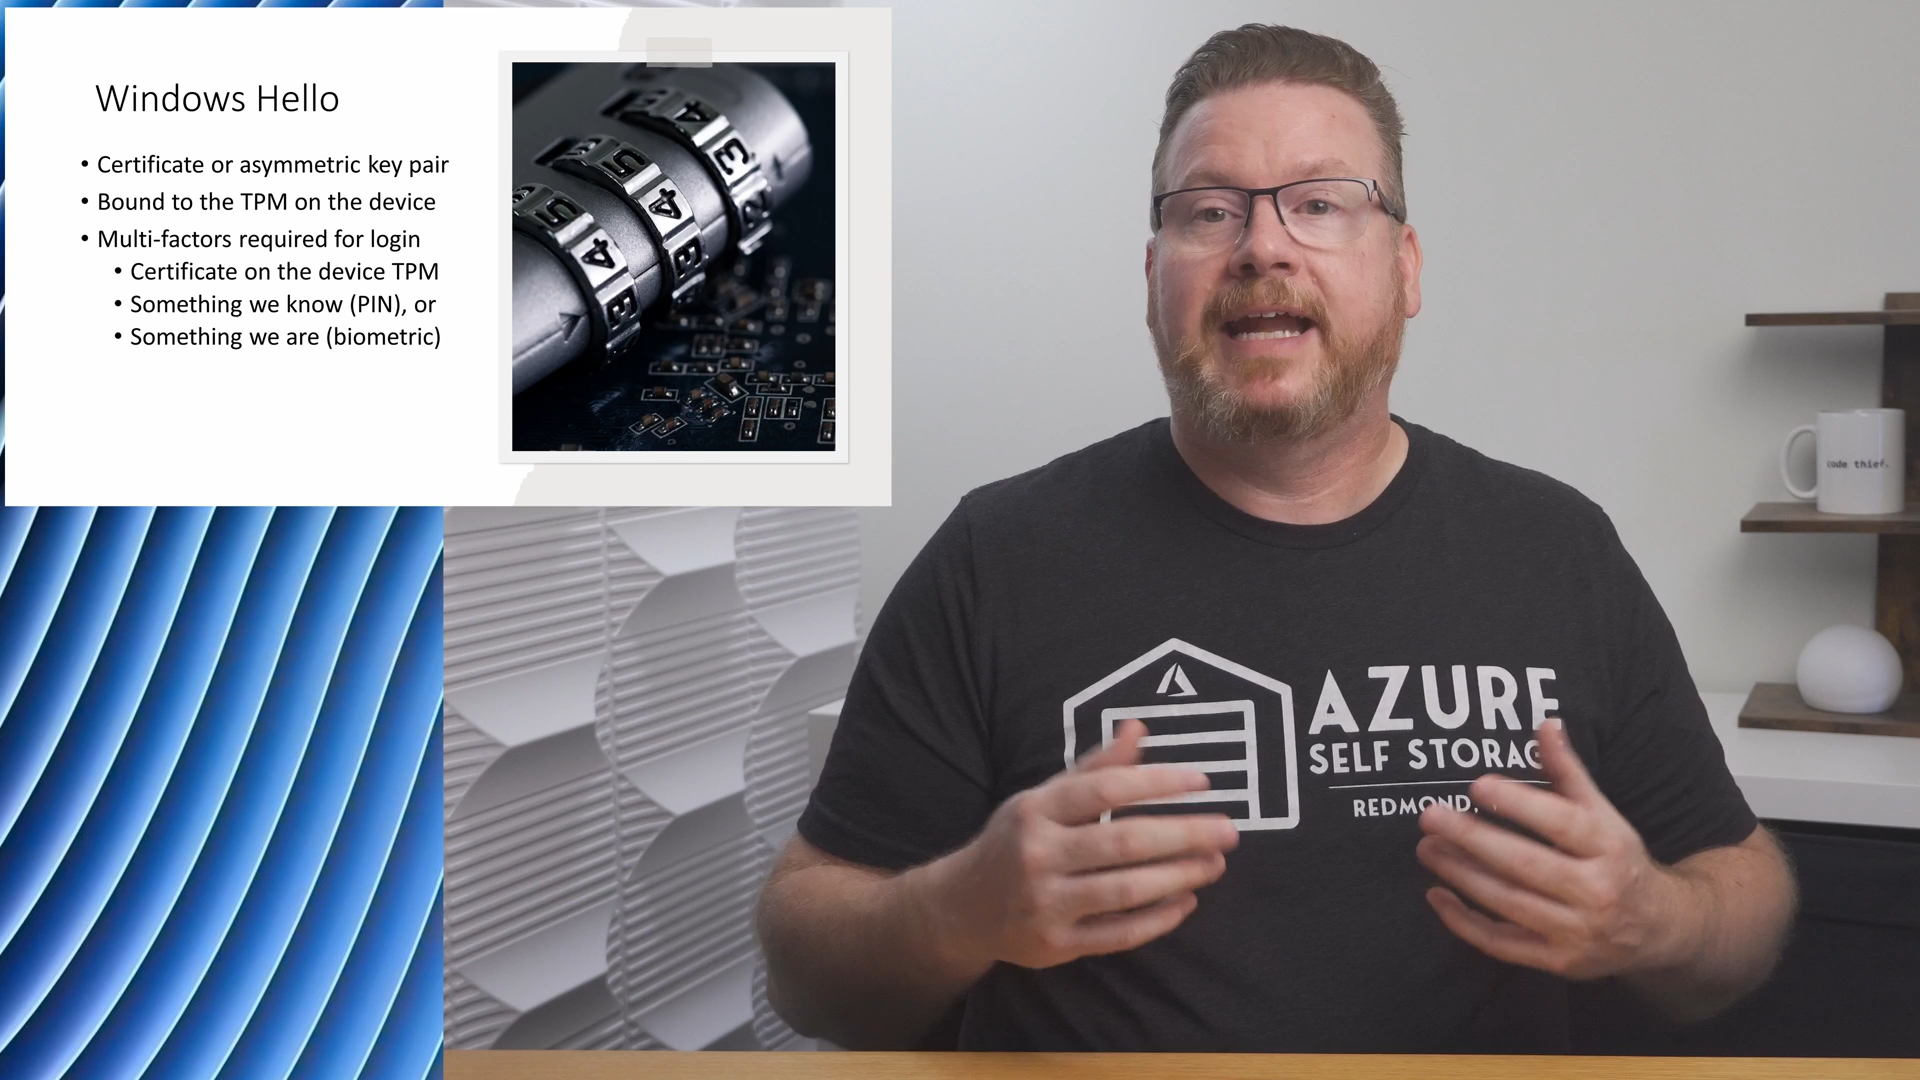 Windows Hello
• Certificate or asymmetric key pair
• Bound to the TPM on the device
• Multi-factors required for login
• Certificate on the device TPM
• Something we know (PIN), or
• Something we are (biometric)
code thief.
AZURE
SELF STORAG
REDMOND,